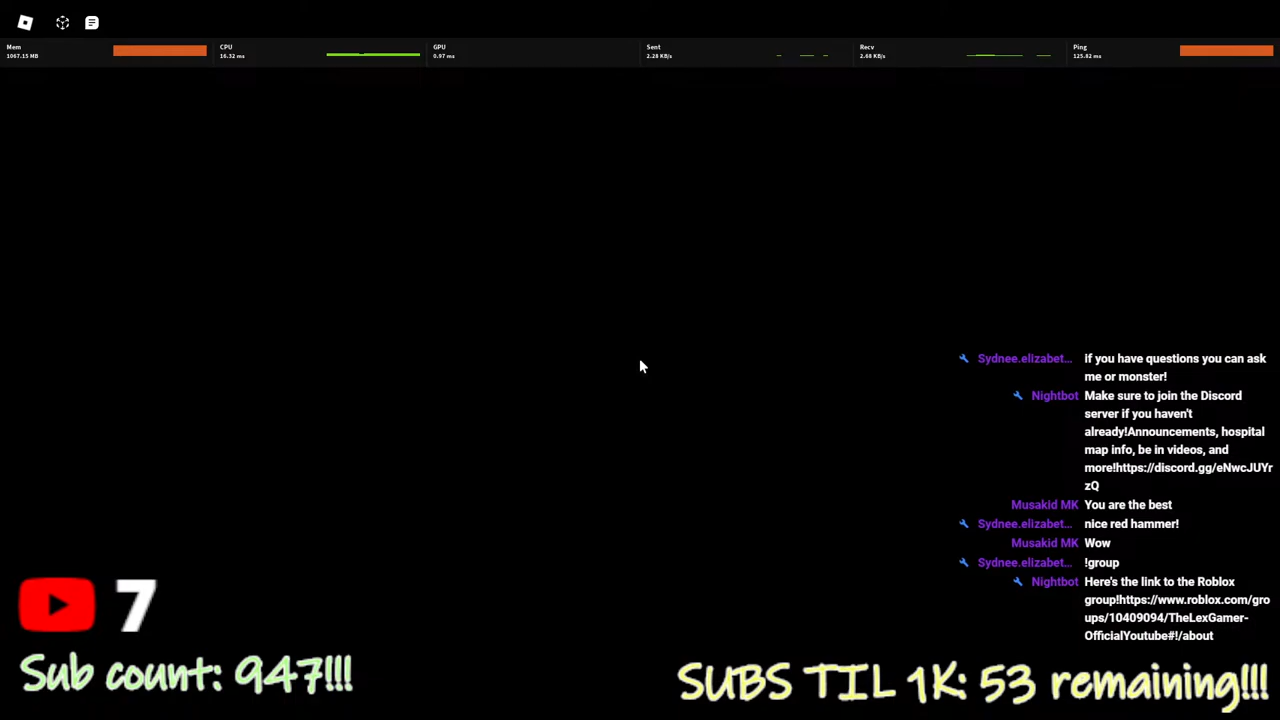 Mem
1067.15 MB
CPU
16.32 ms
GPU
0.97 ms
Sent
2.28 KB/s
Recv
2.68 KB/s
Ping
125.82 ms
Sydnee.elizabet... if you have questions you can ask
me or monster!
Nightbot Make sure to join the Discord
server if you haven't
already!Announcements, hospital
map info, be in videos, and
more!https://discord.gg/eNwcJUYr
zQ
Musakid MK You are the best
Sydnee.elizabet... nice red hammer!
Musakid MK Wow
Sydnee.elizabet... !group
Nightbot Here's the link to the Roblox
group!https://www.roblox.com/gro
ups/10409094/TheLexGamer-
OfficialYoutube#!/about
7
Sub count: 947!!!
SUBS TIL 1K: 53 remaining!!!